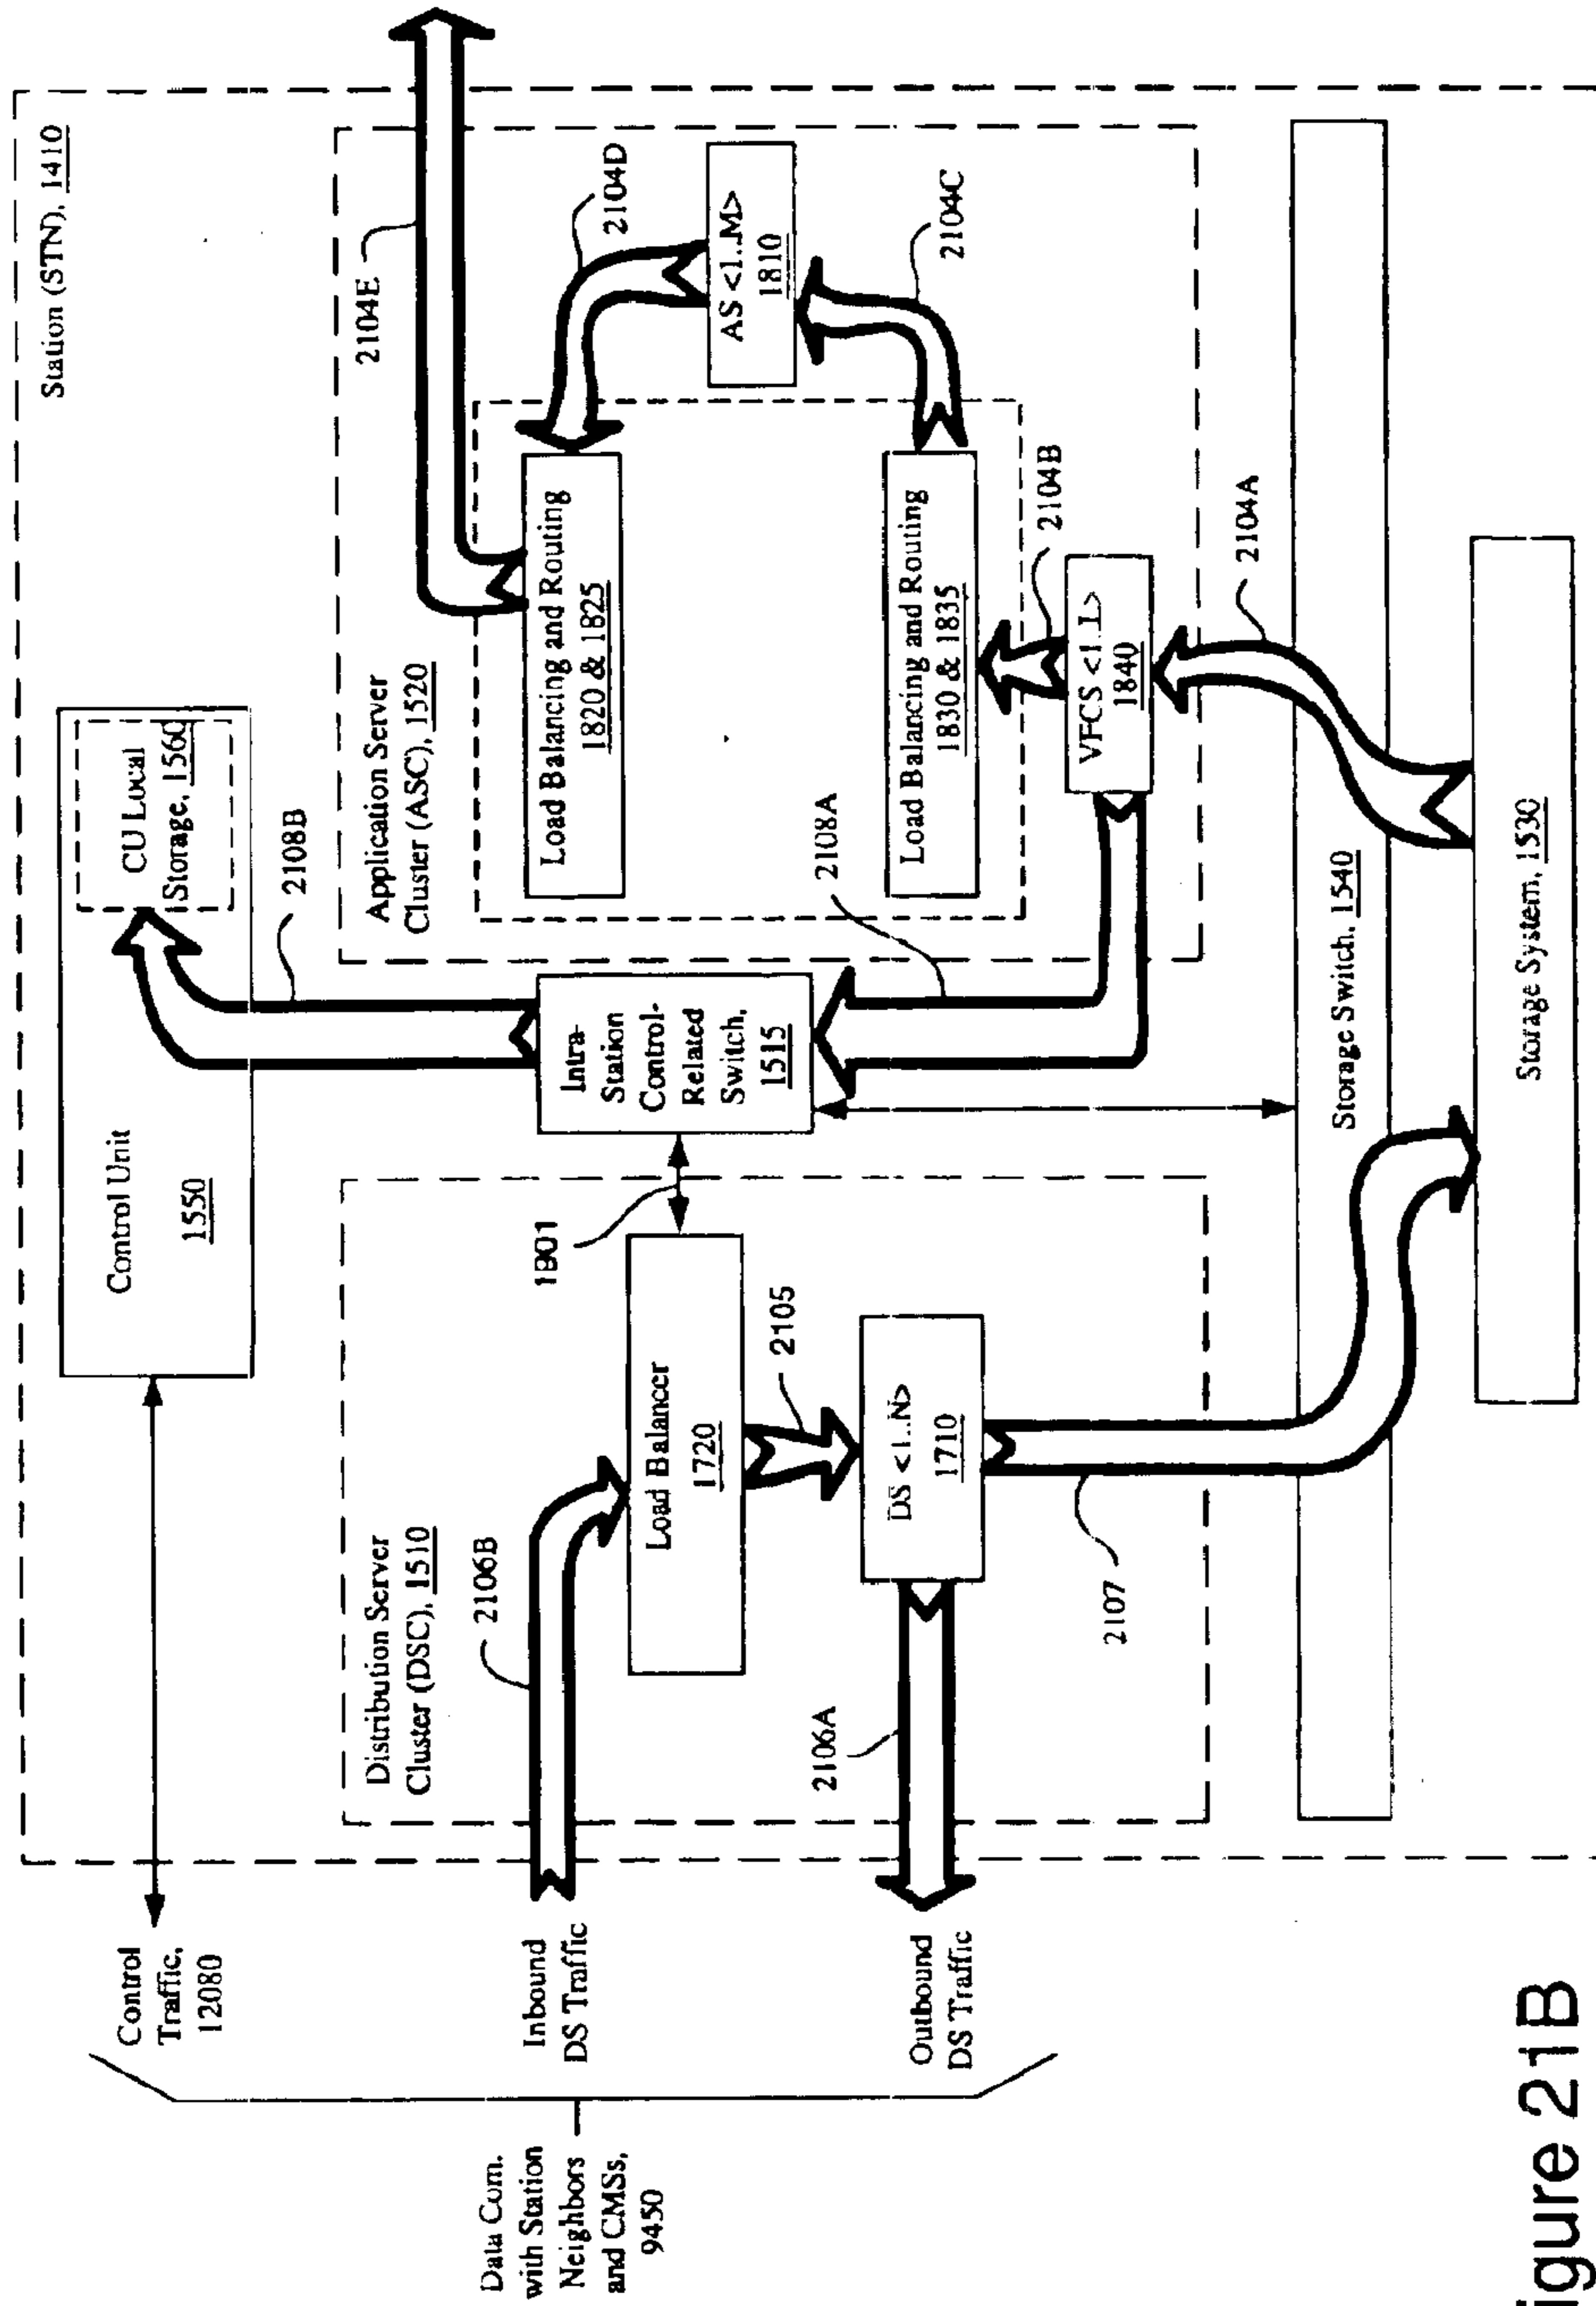 Station (STN), 1410
Control Unit
1550
CU Local
Storage, 1560
2108B
2104E
Control
Traffic,
12080
Data Com.
with Station
Neighbors
and CMSs,
9450
Inbound
DS Traffic
Outbound
DS Traffic
Distribution Server
Cluster (DSC), 1510
2106B
Load Balancer
1720
2105
DS <1..N>
1710
2106A
2107
1901
Intra-
Station
Control-
Related
Switch,
1515
2108A
Application Server
Cluster (ASC), 1520
Load Balancing and Routing
1820 & 1825
2104D
AS <1..M>
1810
2104C
Load Balancing and Routing
1830 & 1835
2104B
VFCS <1..L>
1840
2104A
Storage Switch, 1540
Storage System, 1530
igure 21B